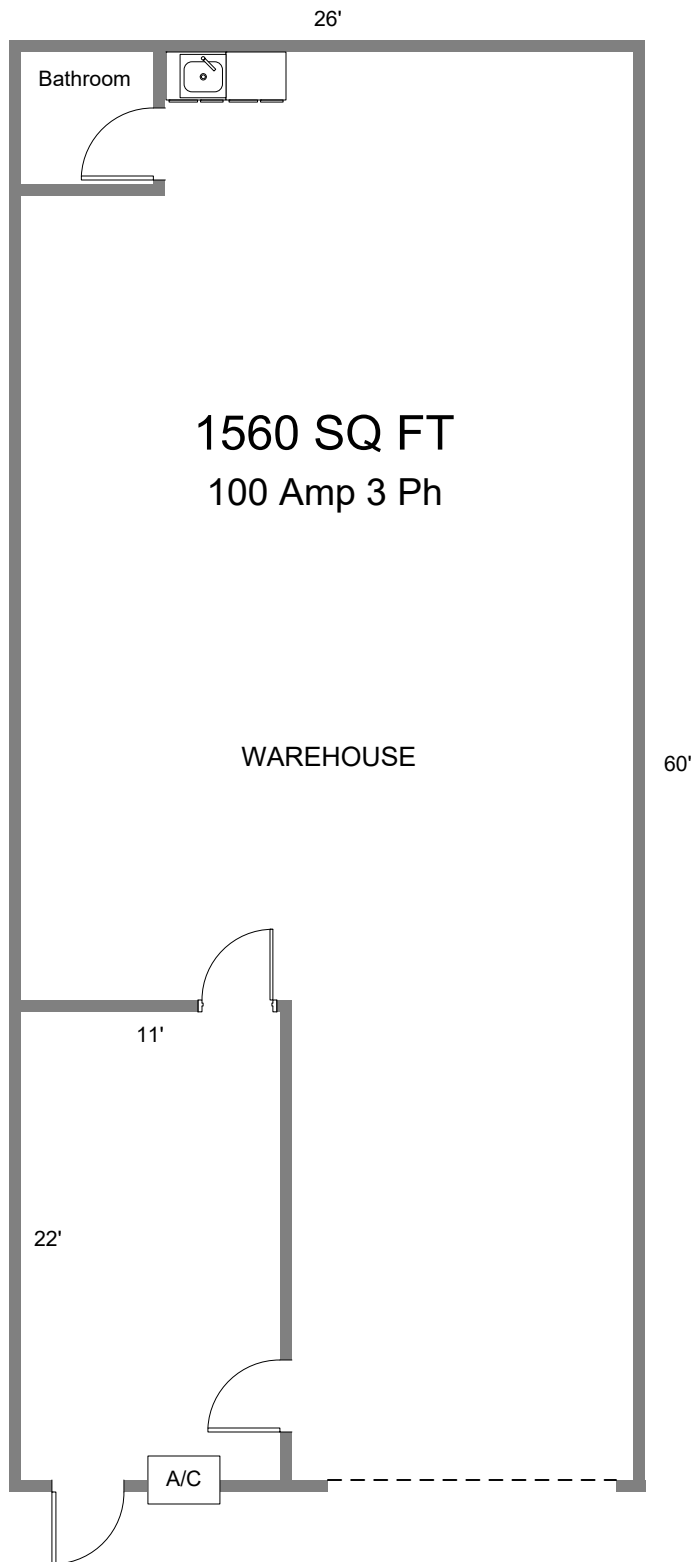 26'
Bathroom
1560 SQ FT
100 Amp 3 Ph
WAREHOUSE
60'
11'
22'
A/C